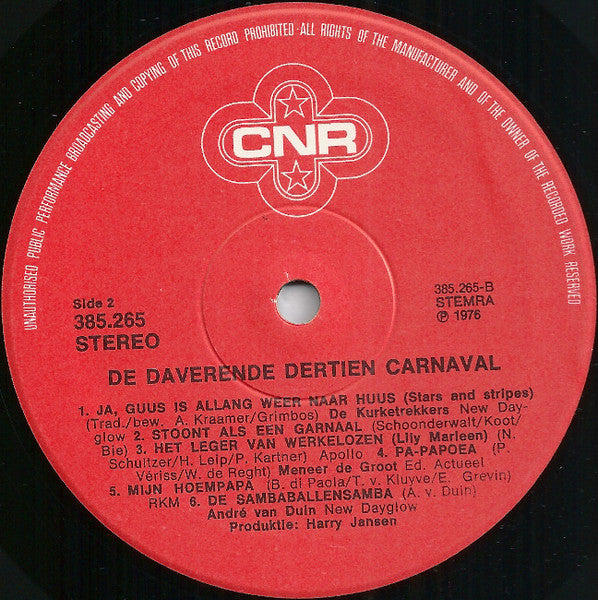 UNAUTHORISED PUBLIC PERFORMANCE BROADCASTING AND COPYING OF THIS RECORD PROHIBITED-ALL RIGHTS OF THE MANUFACTURER AND OF THE OWNER OF THE RECORDED WORK RESERVED
CNR
Side 2
385.265
STEREO
385.265-B
STEMRA
℗ 1976
DE DAVERENDE DERTIEN CARNAVAL
1. JA, GUUS IS ALLANG WEER NAAR HUUS (Stars and stripes)
(Trad./bew. A. Kraamer/Grimbos) De Kurketrekkers New Day-
glow 2. STOONT ALS EEN GARNAAL (Schoonderwalt/Koot/
Bie) 3. HET LEGER VAN WERKELOZEN (Lily Marleen) (N.
Schultzer/H. Leip/P. Kartner) Apollo 4. PA-PAPOEA (P.
Vériss/W. de Reght) Meneer de Groot Ed. Actueel
5. MIJN HOEMPAPA (B. di Paola/T. v. Kluyve/E. Grevin)
RKM 6. DE SAMBABALLENSAMBA (A. v. Duin)
André van Duin New Dayglow
Produktie: Harry Jansen